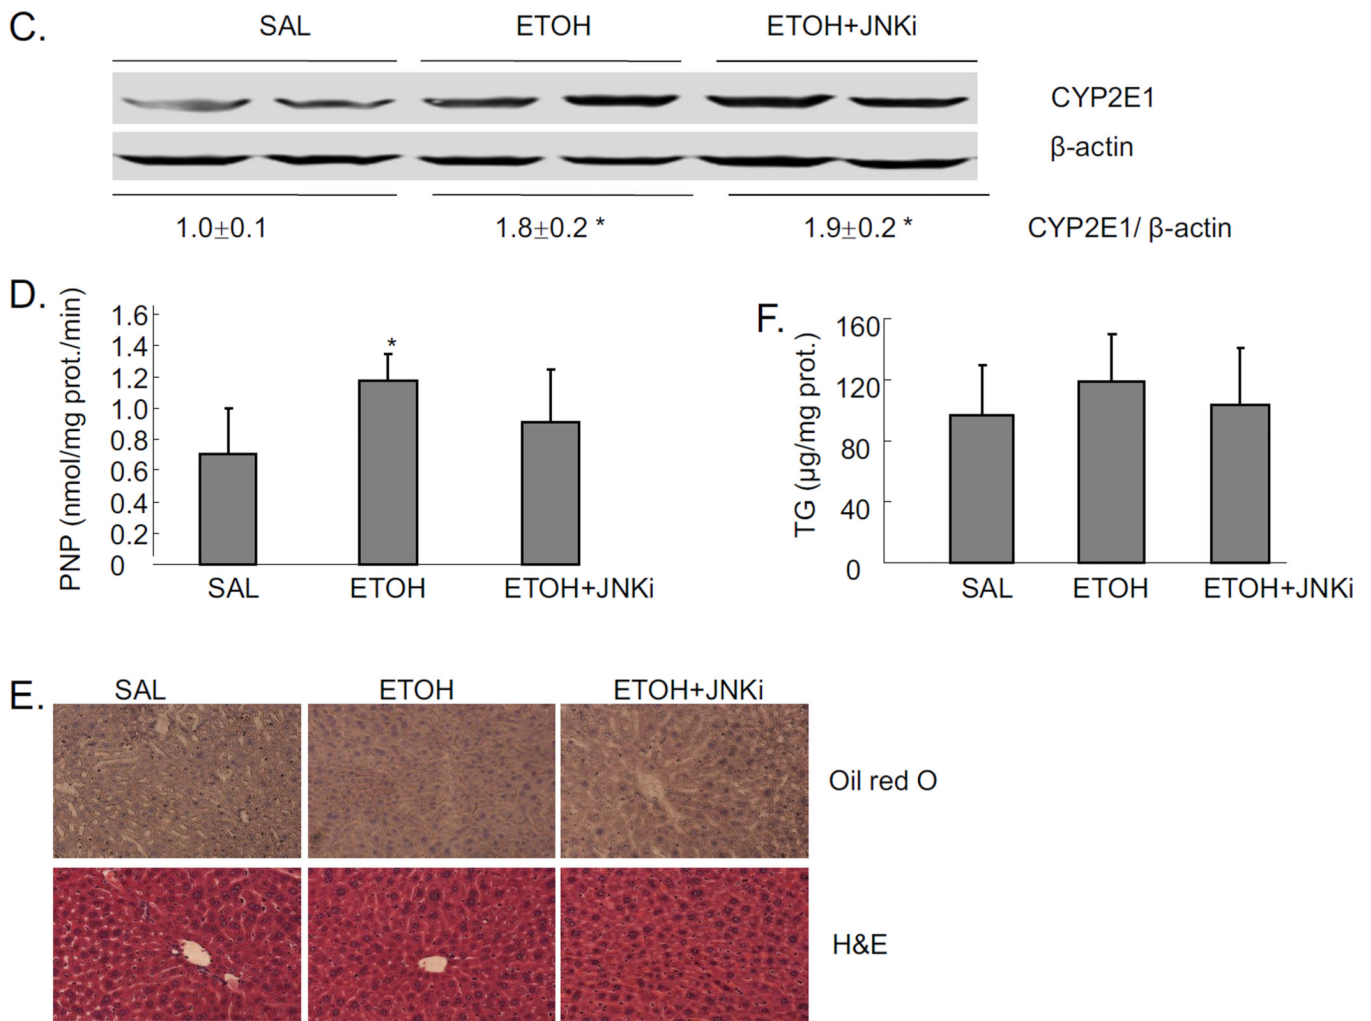 C.
SAL ETOH ETOH+JNKi
CYP2E1
β-actin
1.0±0.1 1.8±0.2 * 1.9±0.2 * CYP2E1/ β-actin
D.
PNP (nmol/mg prot./min)
1.6
1.4
1.2
1.0
0.8
0.6
0.4
0.2
0
*
SAL ETOH ETOH+JNKi
F.
TG (µg/mg prot.)
160
120
80
40
0
SAL ETOH ETOH+JNKi
E.
SAL ETOH ETOH+JNKi
Oil red O
H&E